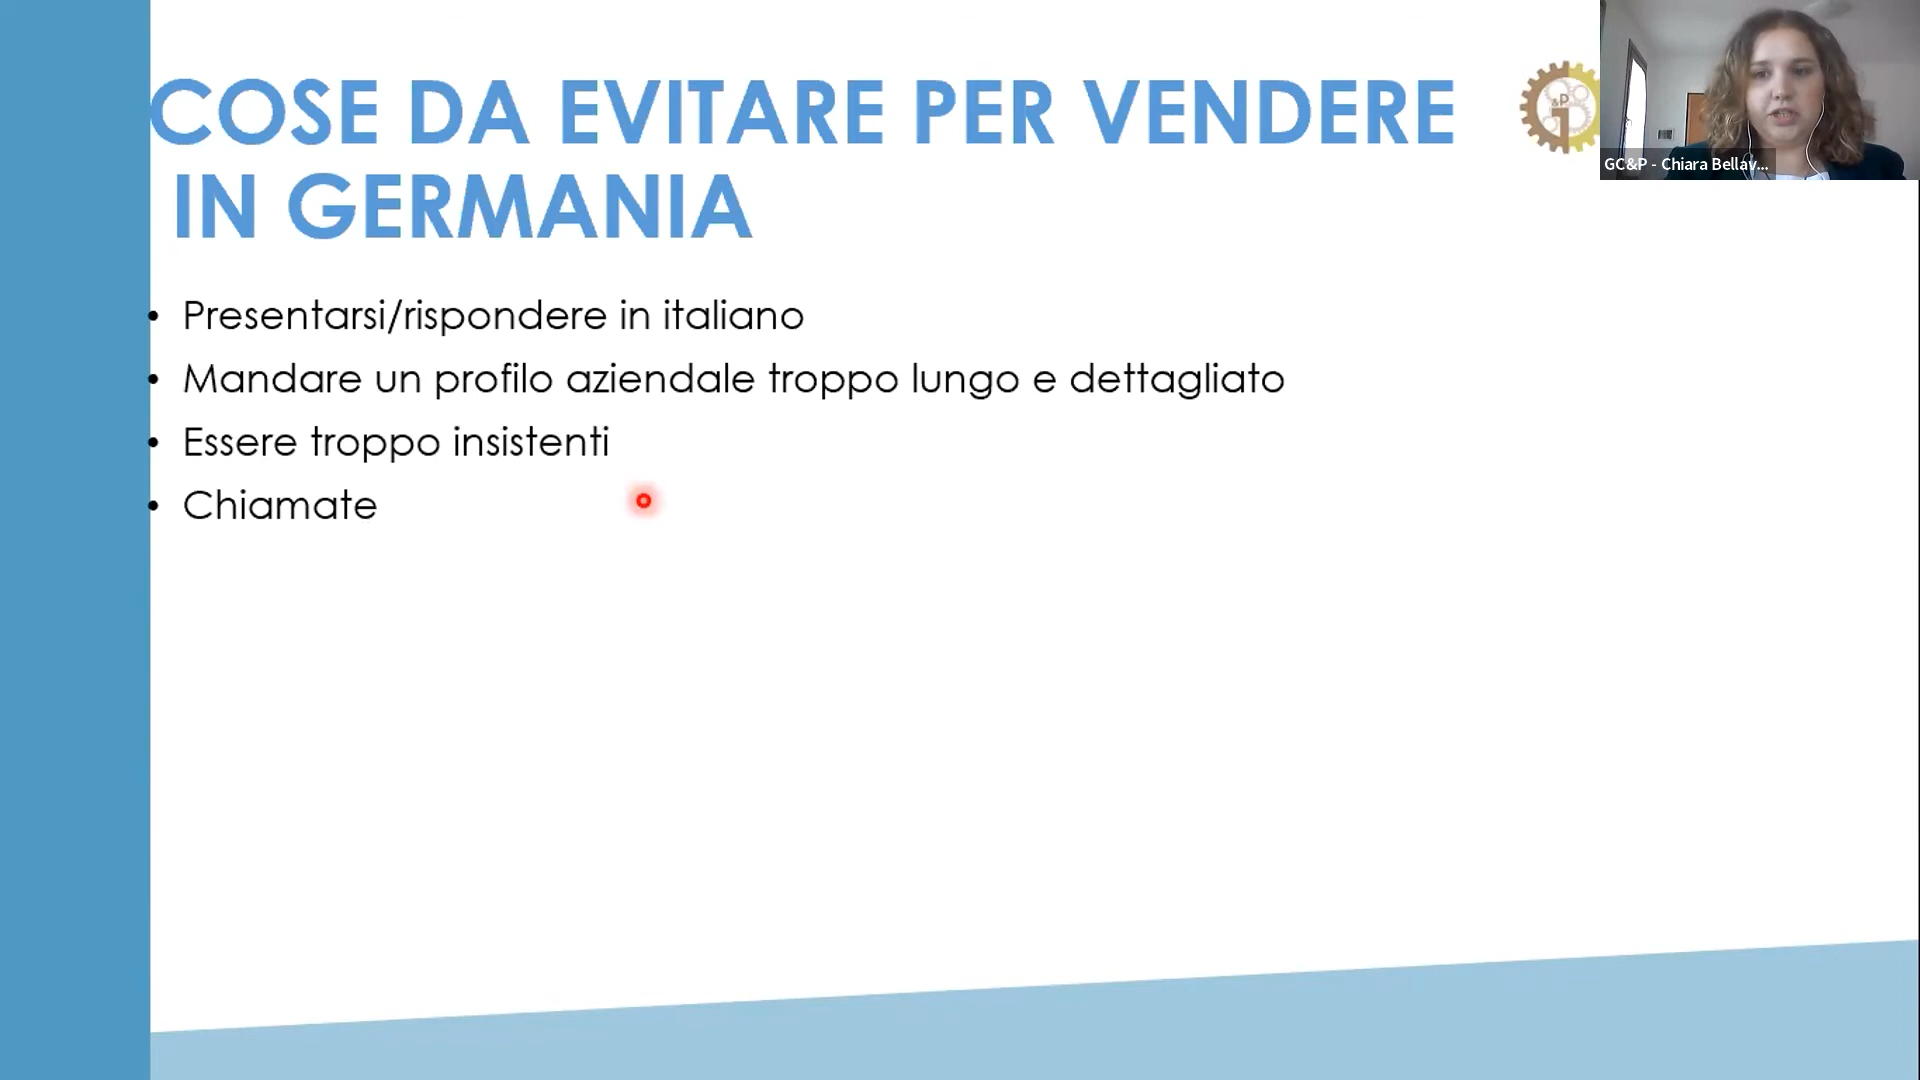 COSE DA EVITARE PER VENDERE
IN GERMANIA
&P
GC&P - Chiara Bellav...
• Presentarsi/rispondere in italiano
• Mandare un profilo aziendale troppo lungo e dettagliato
• Essere troppo insistenti
• Chiamate